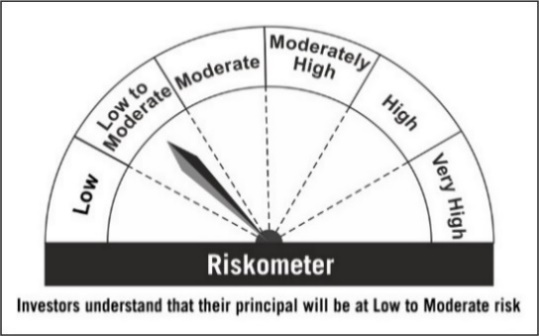 Low
Low to
Moderate
Moderate
Moderately
High
High
Very High
Riskometer
Investors understand that their principal will be at Low to Moderate risk